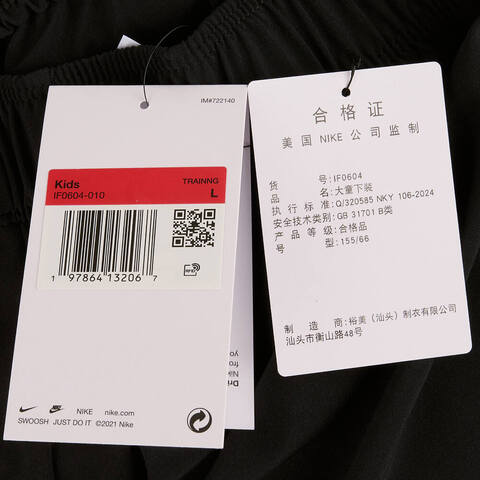 IM#722140
Kids
TRAINNG
IF0604-010
L
1 97864 13206 7
RFID
NIKE
nike.com
SWOOSH JUST DO IT ©2021 Nike
合格证
美国 NIKE 公司监制
货号:IF0604
品名:大童下装
执行标准:Q/320585 NKY 106-2024
安全技术类别:GB 31701 B类
产品等级:合格品
号型:155/66
制造商:裕美(汕头)制衣有限公司
汕头市衡山路48号